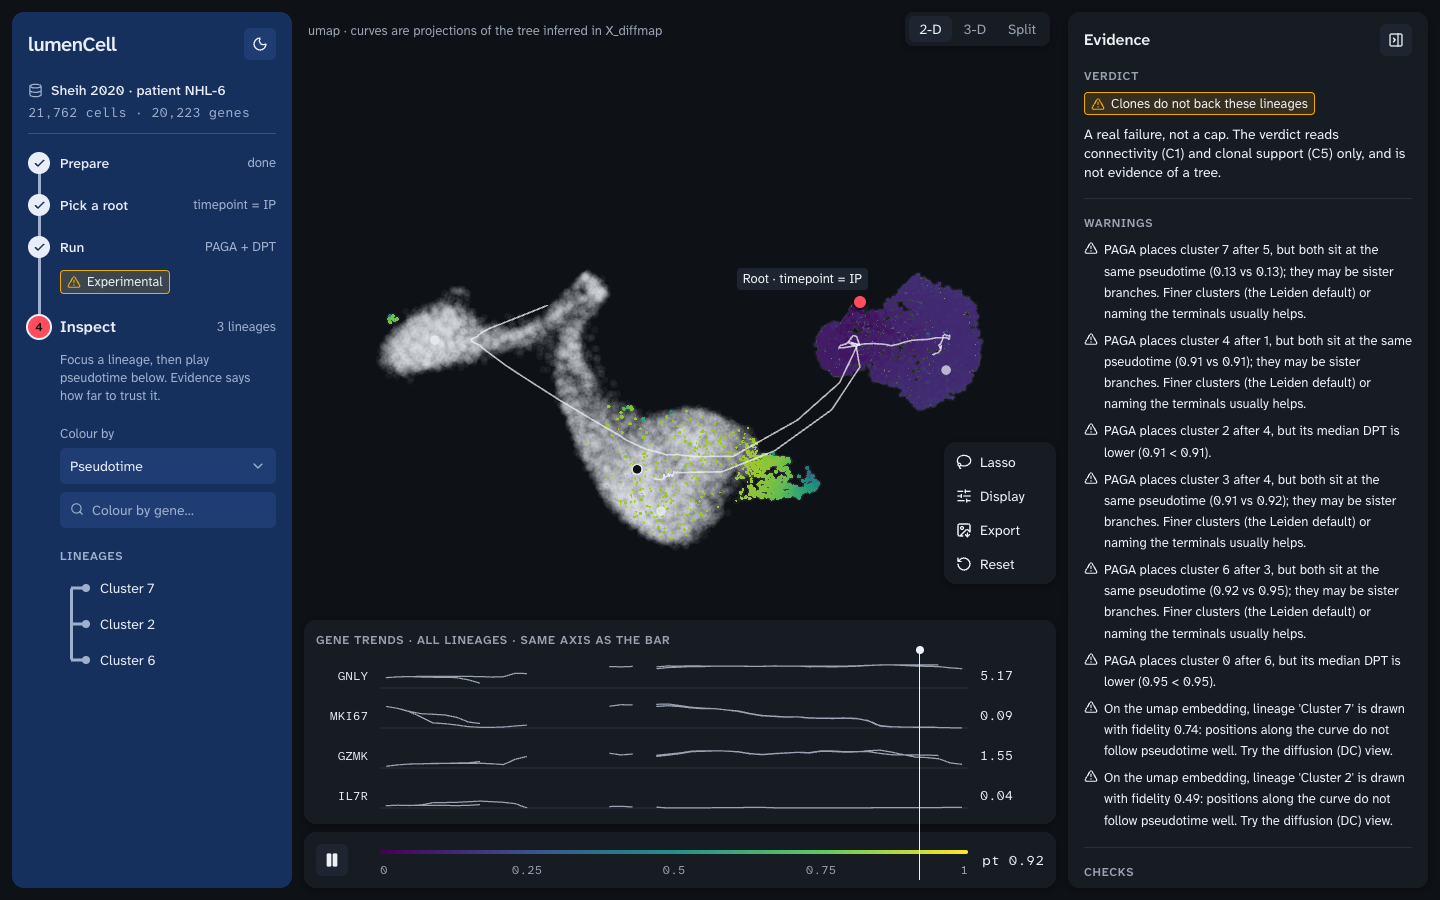 lumenCell
Sheih 2020 · patient NHL-6
21,762 cells · 20,223 genes
Prepare
done
Pick a root
timepoint = IP
Run
PAGA + DPT
Experimental
4
Inspect
3 lineages
Focus a lineage, then play
pseudotime below. Evidence says
how far to trust it.
Colour by
Pseudotime
Colour by gene...
LINEAGES
Cluster 7
Cluster 2
Cluster 6
umap · curves are projections of the tree inferred in X_diffmap
2-D
3-D
Split
Root · timepoint = IP
Lasso
Display
Export
Reset
GENE TRENDS · ALL LINEAGES · SAME AXIS AS THE BAR
GNLY
5.17
MKI67
0.09
GZMK
1.55
IL7R
0.04
0
0.25
0.5
0.75
1
pt 0.92
Evidence
VERDICT
Clones do not back these lineages
A real failure, not a cap. The verdict reads
connectivity (C1) and clonal support (C5) only, and is
not evidence of a tree.
WARNINGS
PAGA places cluster 7 after 5, but both sit at the
same pseudotime (0.13 vs 0.13); they may be sister
branches. Finer clusters (the Leiden default) or
naming the terminals usually helps.
PAGA places cluster 4 after 1, but both sit at the same
pseudotime (0.91 vs 0.91); they may be sister
branches. Finer clusters (the Leiden default) or
naming the terminals usually helps.
PAGA places cluster 2 after 4, but its median DPT is
lower (0.91 < 0.91).
PAGA places cluster 3 after 4, but both sit at the
same pseudotime (0.91 vs 0.92); they may be sister
branches. Finer clusters (the Leiden default) or
naming the terminals usually helps.
PAGA places cluster 6 after 3, but both sit at the
same pseudotime (0.92 vs 0.95); they may be sister
branches. Finer clusters (the Leiden default) or
naming the terminals usually helps.
PAGA places cluster 0 after 6, but its median DPT is
lower (0.95 < 0.95).
On the umap embedding, lineage 'Cluster 7' is drawn
with fidelity 0.74: positions along the curve do not
follow pseudotime well. Try the diffusion (DC) view.
On the umap embedding, lineage 'Cluster 2' is drawn
with fidelity 0.49: positions along the curve do not
follow pseudotime well. Try the diffusion (DC) view.
CHECKS